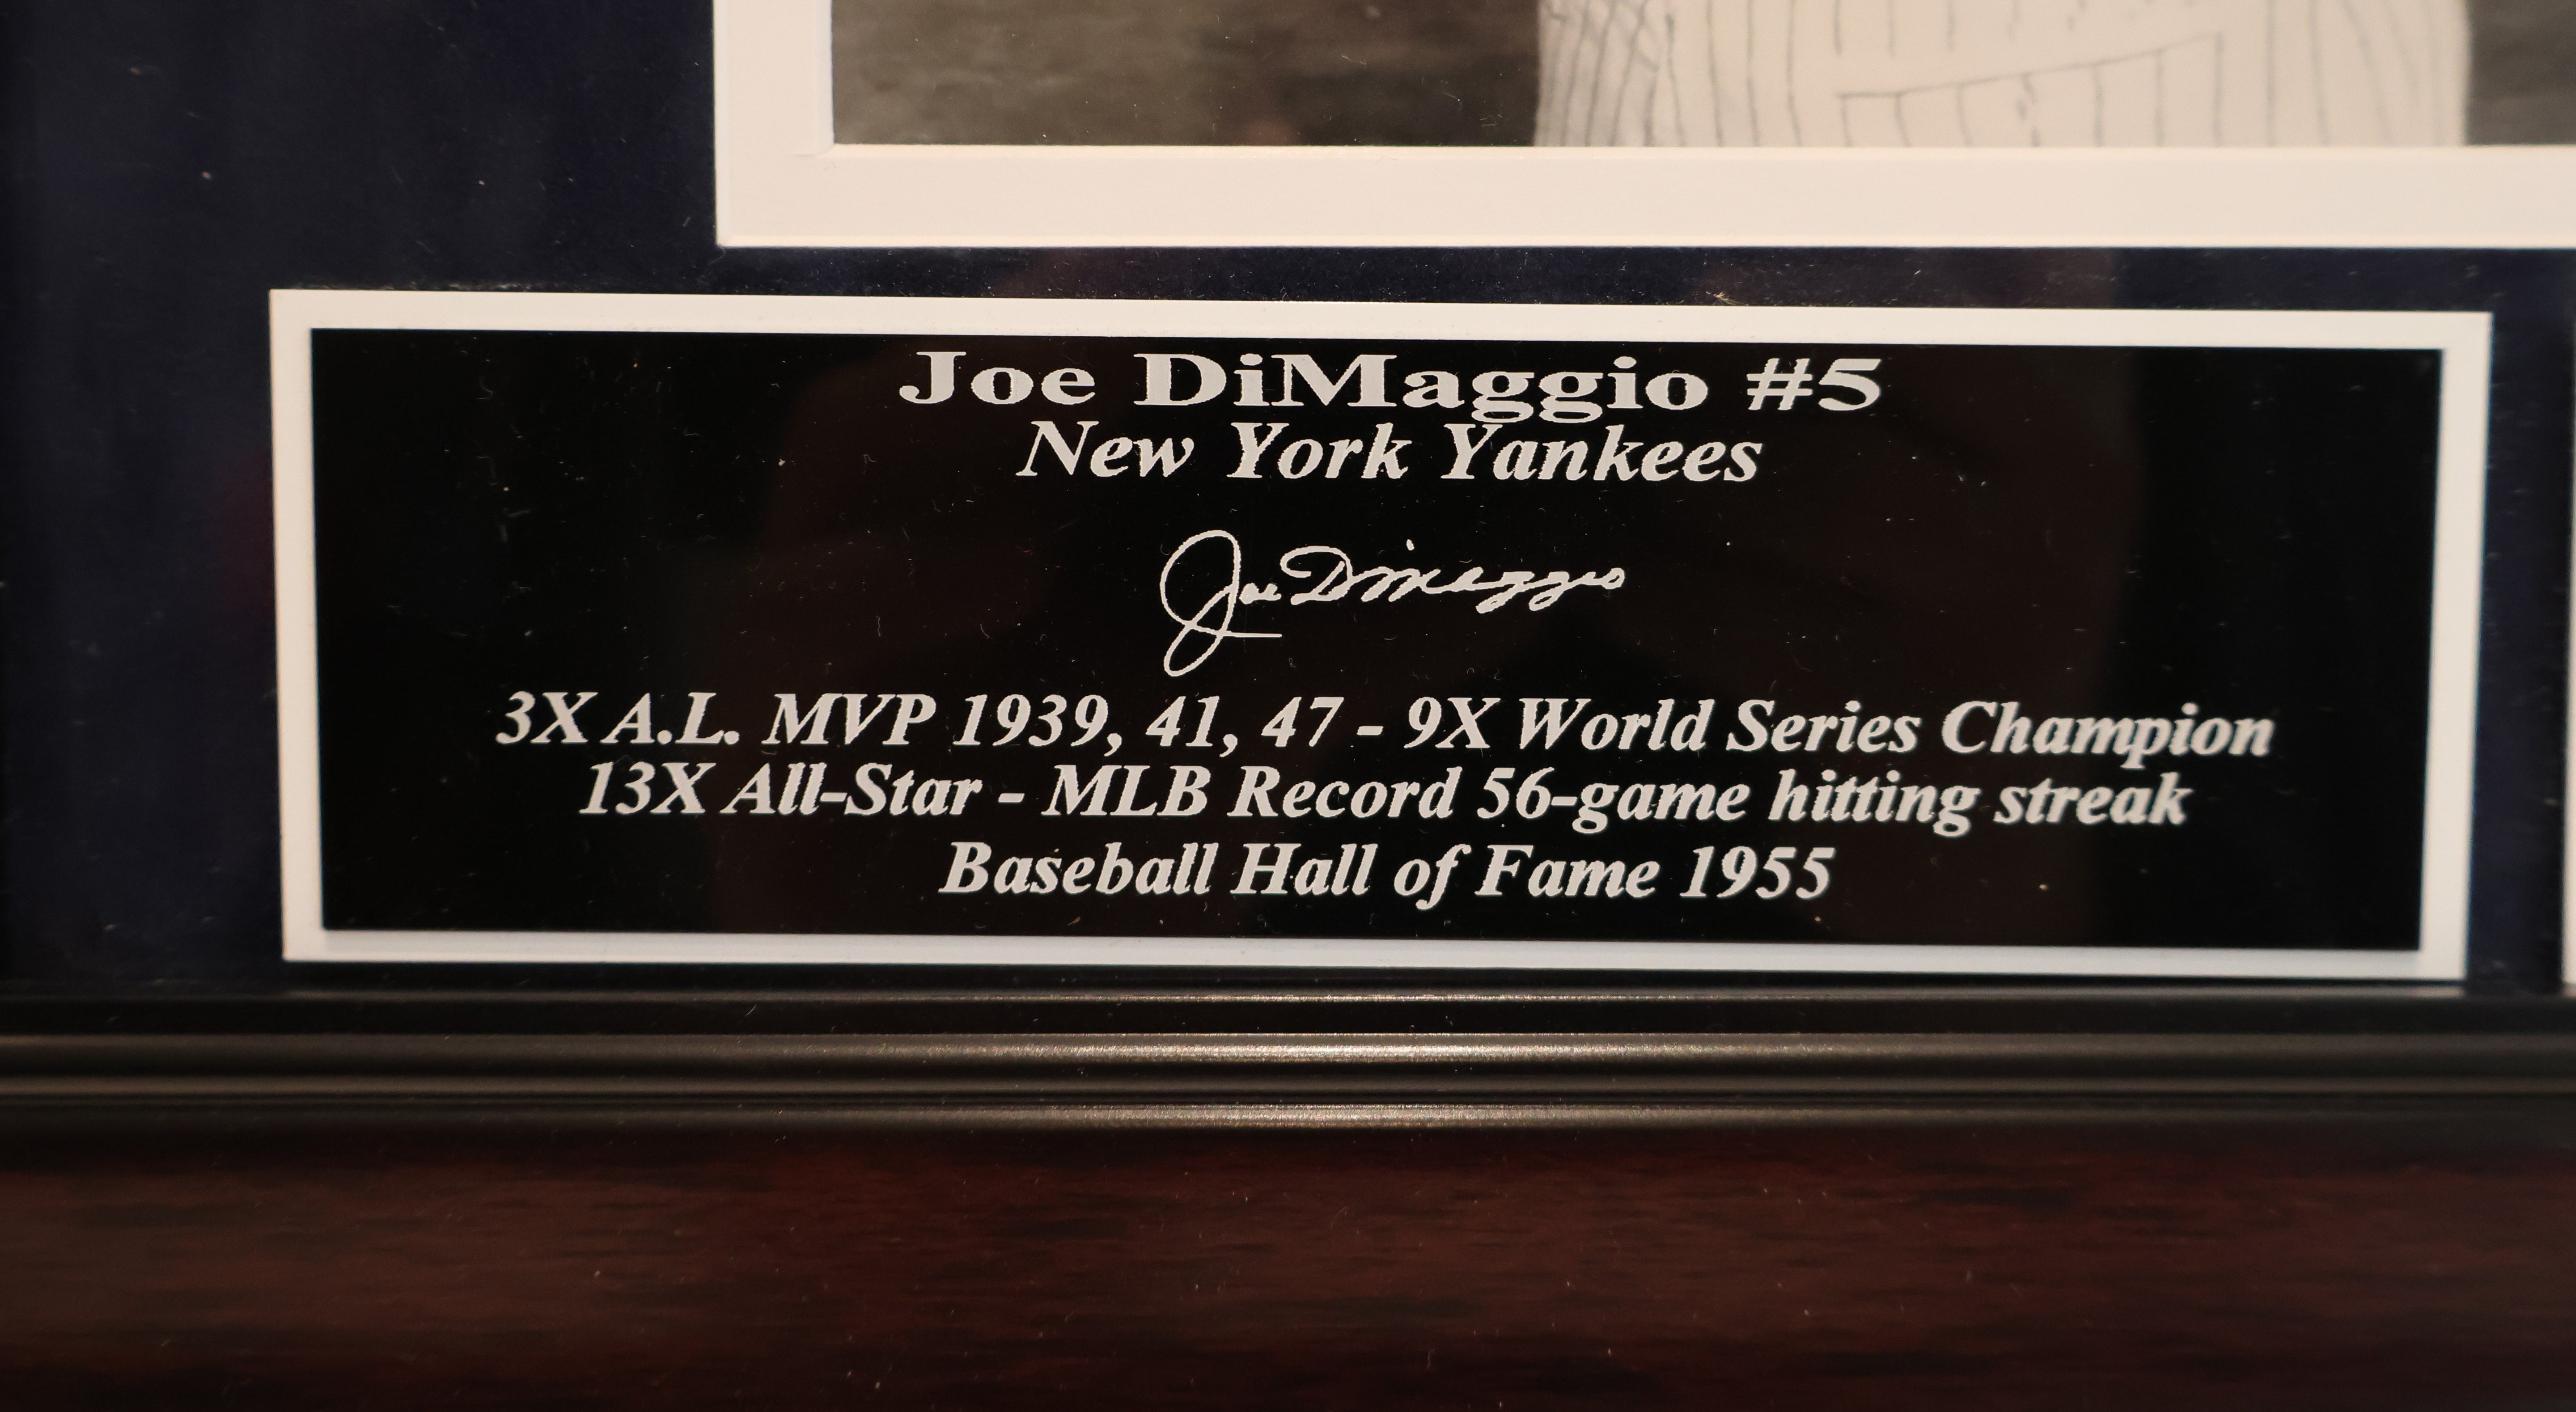 Joe DiMaggio #5
New York Yankees
Joe DiMaggio
3X A.L. MVP 1939, 41, 47 - 9X World Series Champion
13X All-Star - MLB Record 56-game hitting streak
Baseball Hall of Fame 1955